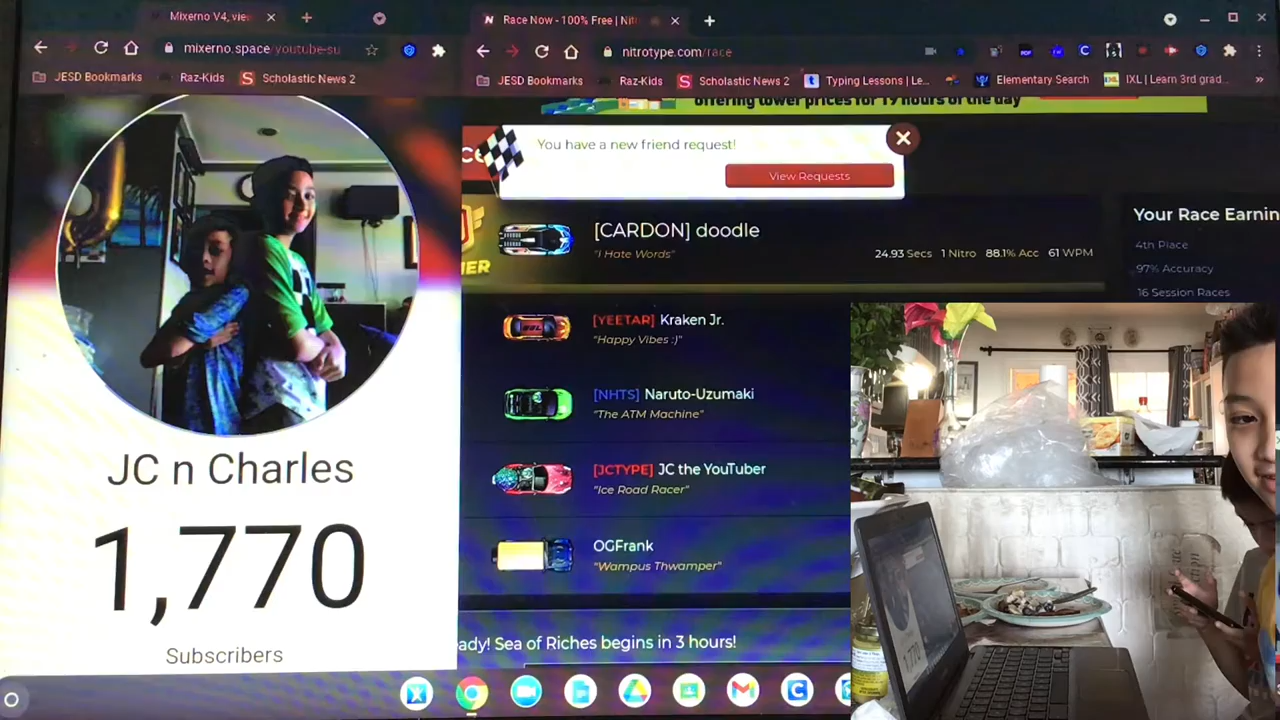 Mixerno V4, vie
Race Now - 100% Free | Nitr
mixerno.space/youtube-su
nitrotype.com/race
JESD Bookmarks
Raz-Kids
Scholastic News 2
JESD Bookmarks
Raz-Kids
Scholastic News 2
Typing Lessons | Le...
Elementary Search
IXL | Learn 3rd grad...
offering lower prices for 19 hours of the day
You have a new friend request!
View Requests
[CARDON] doodle
"I Hate Words"
24.93 Secs 1 Nitro 88.1% Acc 61 WPM
Your Race Earnin
4th Place
97% Accuracy
16 Session Races
[YEETAR] Kraken Jr.
"Happy Vibes :)"
[NHTS] Naruto-Uzumaki
"The ATM Machine"
[JCTYPE] JC the YouTuber
"Ice Road Racer"
OGFrank
"Wampus Thwamper"
ady! Sea of Riches begins in 3 hours!
JC n Charles
1,770
Subscribers